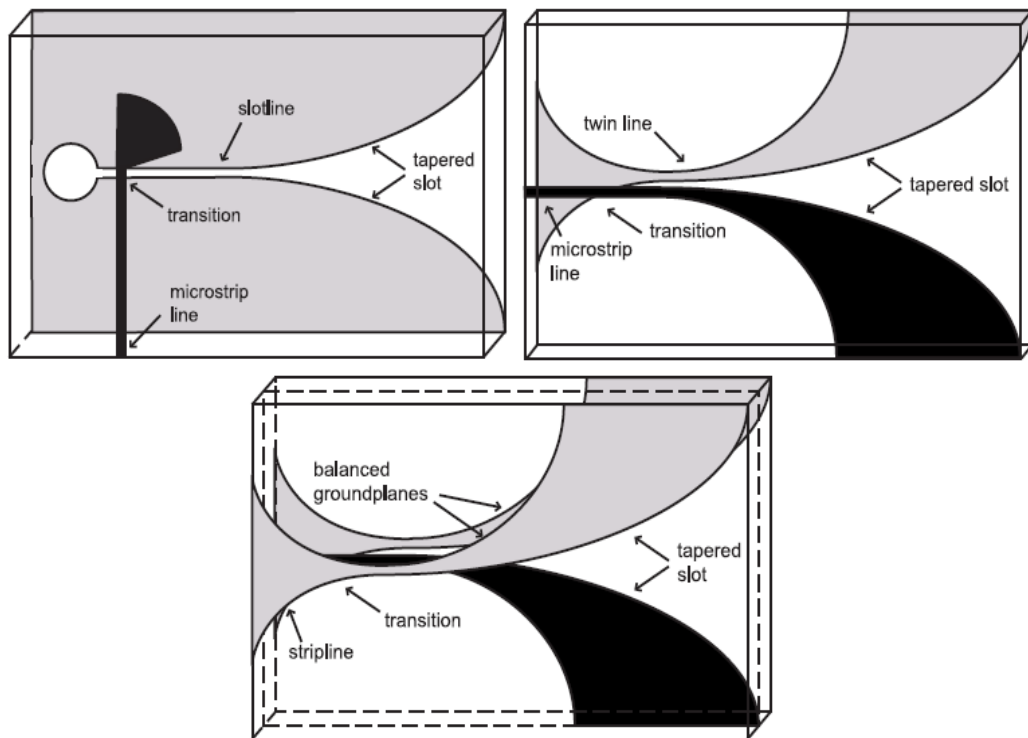 slotline
tapered
slot
transition
microstrip
line
twin line
tapered slot
transition
microstrip
line
balanced
groundplanes
tapered
slot
transition
stripline